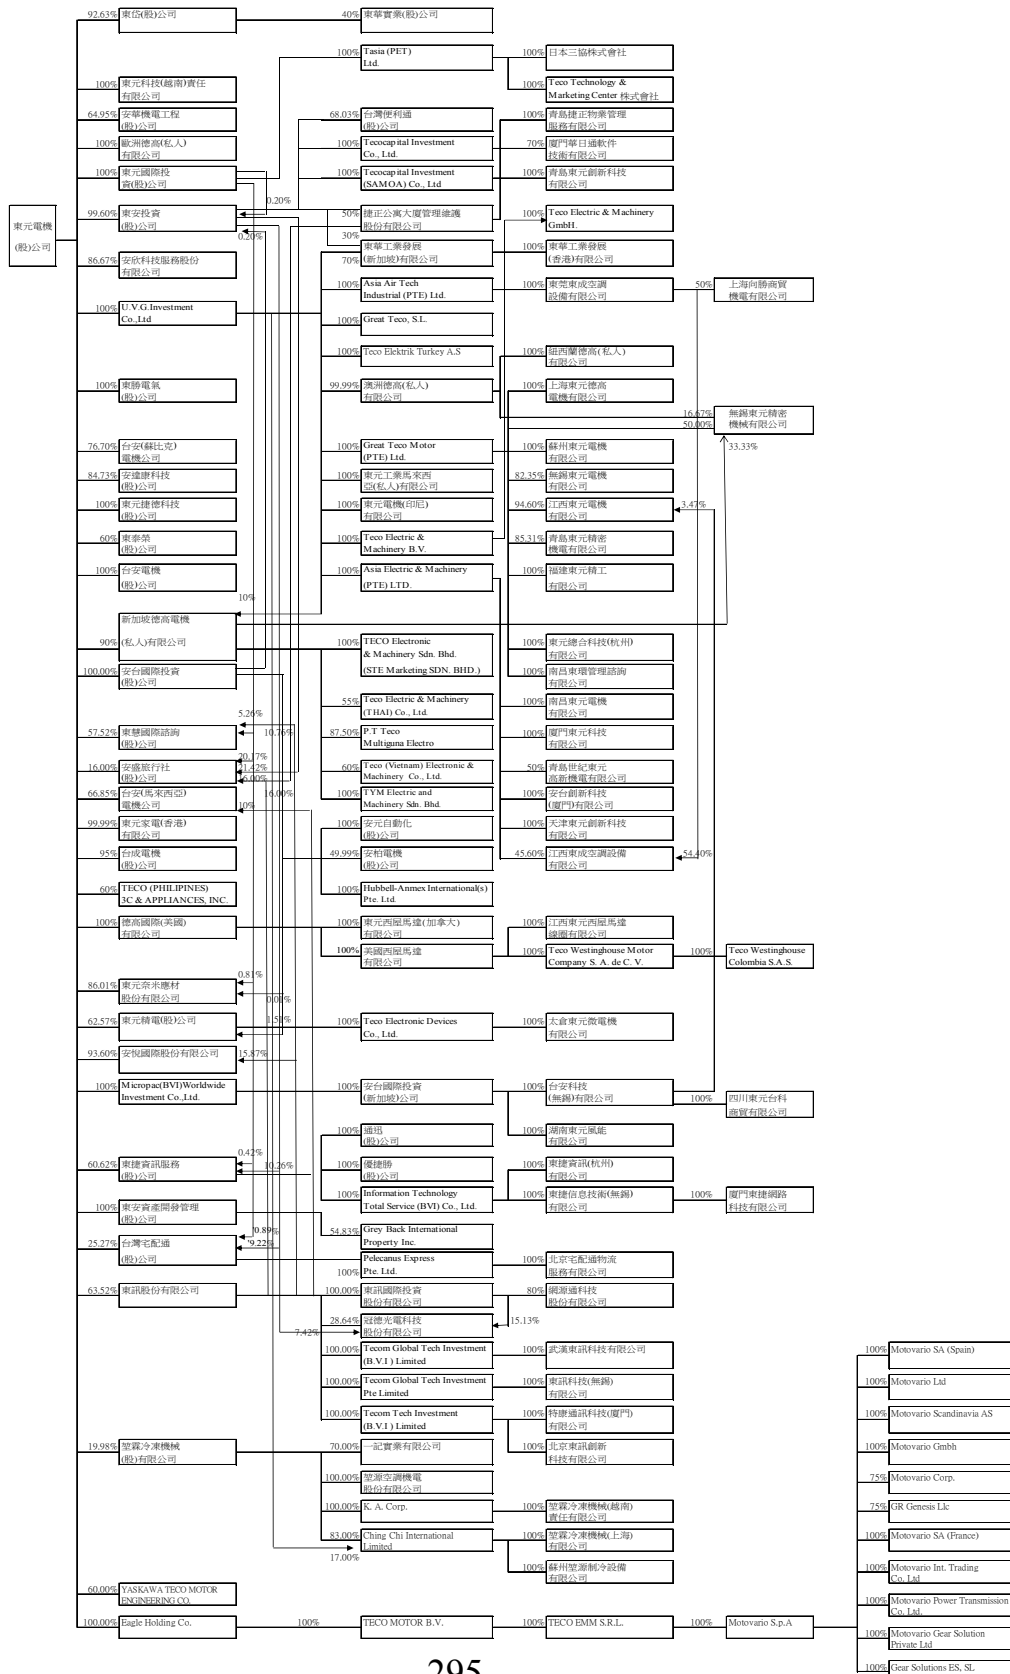 東元電機
(股)公司
92.63% 東岱(股)公司
40% 東華實業(股)公司
100% Tasia (PET)
Ltd.
100% 日本三協株式會社
100% Teco Technology &
Marketing Center 株式會社
100% 東元科技(越南)責任
有限公司
64.95% 安華機電工程
(股)公司
68.03% 台灣便利通
(股)公司
100% 青島捷正物業管理
服務有限公司
100% 歐洲德高(私人)
有限公司
100% Tecocapital Investment
Co., Ltd.
70% 廈門華日通軟件
技術有限公司
100% 東元國際投
資(股)公司
100% Tecocapital Investment
(SAMOA) Co., Ltd
100% 青島東元創新科技
有限公司
0.20%
99.60% 東安投資
(股)公司
0.20%
50% 捷正公寓大廈管理維護
股份有限公司
100% Teco Electric & Machinery
GmbH.
30%
70%
東華工業發展
(新加坡)有限公司
100% 東華工業發展
(香港)有限公司
86.67% 安欣科技服務股份
有限公司
100% Asia Air Tech
Industrial (PTE) Ltd.
100% 東莞東成空調
設備有限公司
50% 上海向勝商貿
機電有限公司
100% U.V.G.Investment
Co.,Ltd
100% Great Teco, S.L.
100% Teco Elektrik Turkey A.S
100% 紐西蘭德高(私人)
有限公司
100% 東勝電氣
(股)公司
99.99% 澳洲德高(私人)
有限公司
100% 上海東元德高
電機有限公司
16.67%
50.00%
無錫東元精密
機械有限公司
33.33%
76.70% 台安(蘇比克)
電機公司
100% Great Teco Motor
(PTE) Ltd.
100% 蘇州東元電機
有限公司
84.73% 安達康科技
(股)公司
100% 東元工業馬來西
亞(私人)有限公司
82.35% 無錫東元電機
有限公司
100% 東元捷德科技
(股)公司
100% 東元電機(印尼)
有限公司
94.60% 江西東元電機
有限公司
3.47%
60% 東泰榮
(股)公司
100% Teco Electric &
Machinery B.V.
85.31% 青島東元精密
機電有限公司
100% 台安電機
(股)公司
100% Asia Electric & Machinery
(PTE) LTD.
100% 福建東元精工
有限公司
10%
90% 新加坡德高電機
(私人)有限公司
100% TECO Electronic
& Machinery Sdn. Bhd.
(STE Marketing SDN. BHD.)
100% 東元總合科技(杭州)
有限公司
100.00% 安台國際投資
(股)公司
100% 南昌東環管理諮詢
有限公司
55% Teco Electric & Machinery
(THAI) Co., Ltd.
100% 南昌東元電機
有限公司
5.26%
10.76%
57.52% 東慧國際諮詢
(股)公司
87.50% P.T Teco
Multiguna Electro
100% 廈門東元科技
有限公司
20.17%
21.42%
16.00%
16.00% 安盛旅行社
(股)公司
60% Teco (Vietnam) Electronic &
Machinery Co., Ltd.
50% 青島世紀東元
高新機電有限公司
16.00%
10%
66.85% 台安(馬來西亞)
電機公司
100% TYM Electric and
Machinery Sdn. Bhd.
100% 安台創新科技
(廈門)有限公司
99.99% 東元家電(香港)
有限公司
100% 安元自動化
(股)公司
100% 天津東元創新科技
有限公司
95% 台成電機
(股)公司
49.99% 安柏電機
(股)公司
45.60% 江西東成空調設備
有限公司
54.40%
60% TECO (PHILIPINES)
3C & APPLIANCES, INC.
100% Hubbell-Anmex International(s)
Pte. Ltd.
100% 德高國際(美國)
有限公司
100% 東元西屋馬達(加拿大)
有限公司
100% 江西東元西屋馬達
線圈有限公司
100% 美國西屋馬達
有限公司
100% Teco Westinghouse Motor
Company S. A. de C. V.
100% Teco Westinghouse
Colombia S.A.S.
0.81%
0.01%
86.01% 東元奈米應材
股份有限公司
1.51%
62.57% 東元精電(股)公司
100% Teco Electronic Devices
Co., Ltd.
100% 太倉東元微電機
有限公司
93.60% 安悅國際股份有限公司
15.87%
100% Micropac(BVI)Worldwide
Investment Co.,Ltd.
100% 安台國際投資
(新加坡)公司
100% 台安科技
(無錫)有限公司
100% 四川東元台科
商貿有限公司
100% 通迅
(股)公司
100% 湖南東元風能
有限公司
0.42%
10.26%
60.62% 東捷資訊服務
(股)公司
100% 優捷勝
(股)公司
100% 東捷資訊(杭州)
有限公司
100% Information Technology
Total Service (BVI) Co., Ltd.
100% 東捷信息技術(無錫)
有限公司
100% 廈門東捷網路
科技有限公司
100% 東安資產開發管理
(股)公司
54.83% Grey Back International
Property Inc.
'0.89%
'9.22%
25.27% 台灣宅配通
(股)公司
100% Pelecanus Express
Pte. Ltd.
100% 北京宅配通物流
服務有限公司
63.52% 東訊股份有限公司
100.00% 東訊國際投資
股份有限公司
80% 網源通科技
股份有限公司
7.42%
28.64% 冠德光電科技
股份有限公司
15.13%
100.00% Tecom Global Tech Investment
(B.V.I ) Limited
100% 武漢東訊科技有限公司
100.00% Tecom Global Tech Investment
Pte Limited
100% 東訊科技(無錫)
有限公司
100.00% Tecom Tech Investment
(B.V.I ) Limited
100% 特康通訊科技(廈門)
有限公司
19.98% 堃霖冷凍機械
(股)有限公司
70.00% 一記實業有限公司
100% 北京東訊創新
科技有限公司
100.00% 堃源空調機電
股份有限公司
100.00% K. A. Corp.
100% 堃霖冷凍機械(越南)
責任有限公司
83.00% Ching Chi International
Limited
17.00%
100% 堃霖冷凍機械(上海)
有限公司
100% 蘇州堃源制冷設備
有限公司
60.00% YASKAWA TECO MOTOR
ENGINEERING CO.
100.00% Eagle Holding Co.
100% TECO MOTOR B.V.
100% TECO EMM S.R.L.
100% Motovario S.p.A
100% Motovario SA (Spain)
100% Motovario Ltd
100% Motovario Scandinavia AS
100% Motovario Gmbh
75% Motovario Corp.
75% GR Genesis Llc
100% Motovario SA (France)
100% Motovario Int. Trading
Co. Ltd
100% Motovario Power Transmission
Co. Ltd.
100% Motovario Gear Solution
Private Ltd
100% Gear Solutions ES, SL
295